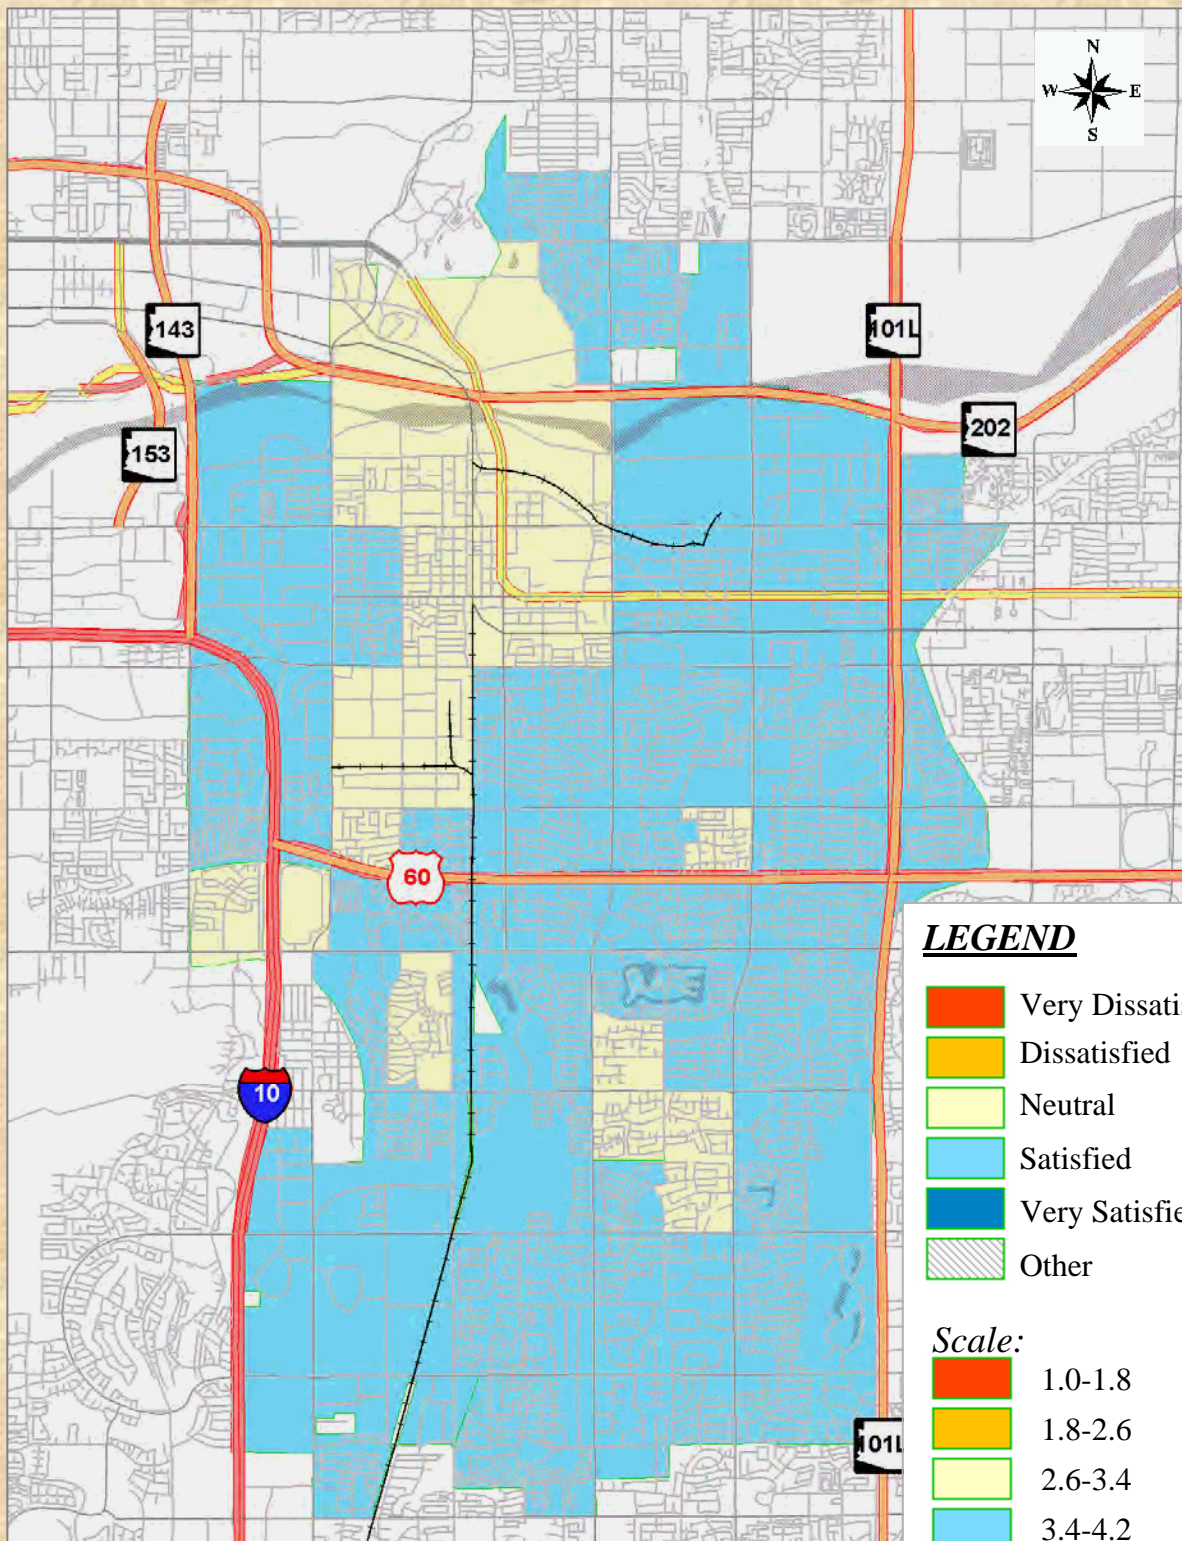 N
W E
S
143
101L
202
153
60
LEGEND
Very Dissatis
Dissatisfied
Neutral
Satisfied
Very Satisfie
Other
10
Scale:
1.0-1.8
1.8-2.6
2.6-3.4
3.4-4.2
101L